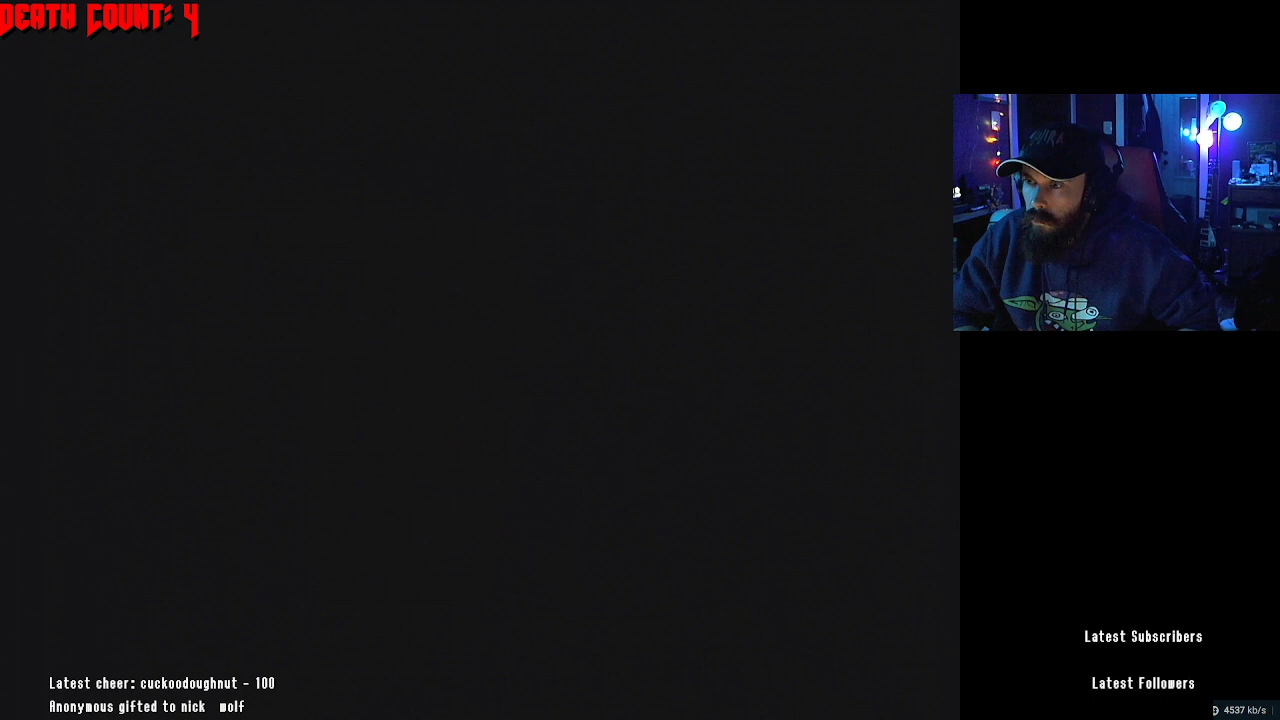 DEATH COUNT: 4
Latest Subscribers
Latest cheer: cuckoodoughnut - 100
Latest Followers
Anonymous gifted to nick wolf
4537 kb/s